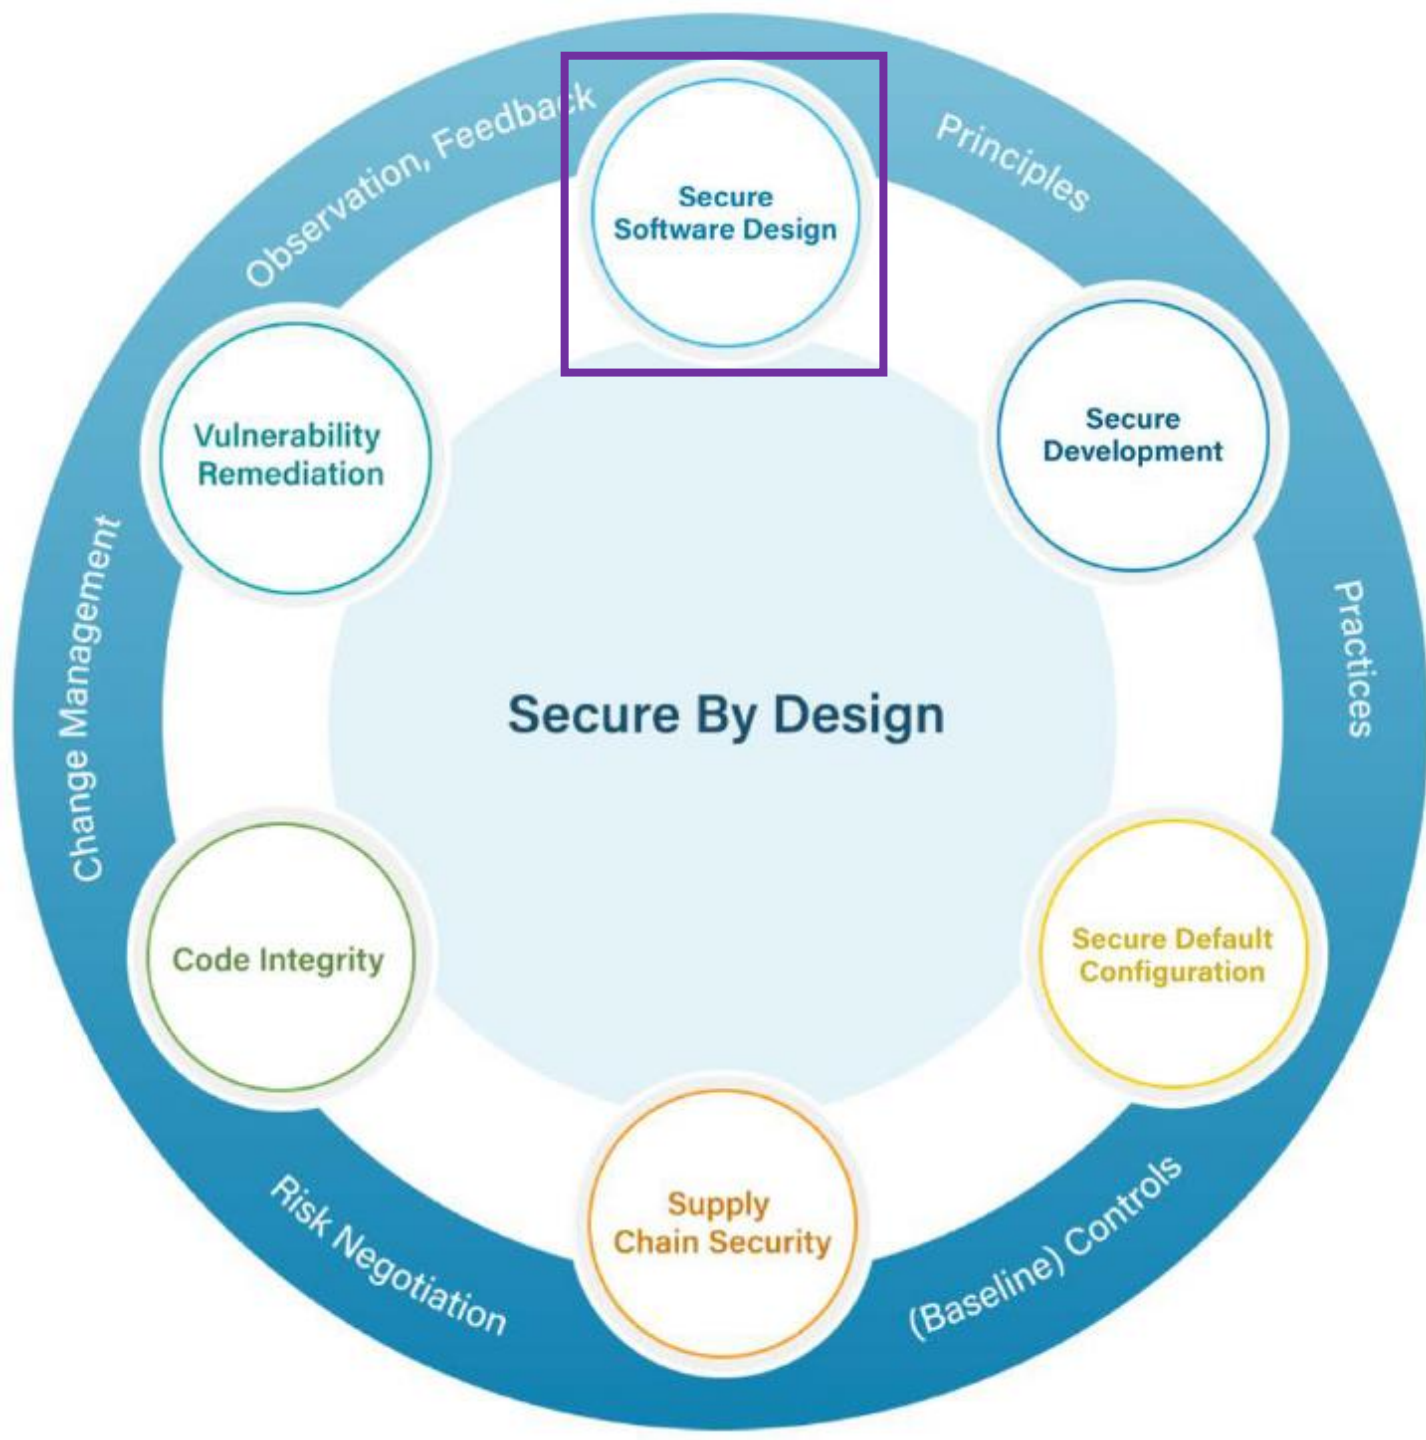 Observation, Feedback
Principles
Secure
Software Design
Secure
Development
Vulnerability
Remediation
Practices
Change Management
Secure By Design
Secure Default
Configuration
Code Integrity
Supply
Chain Security
Risk Negotiation
(Baseline) Controls